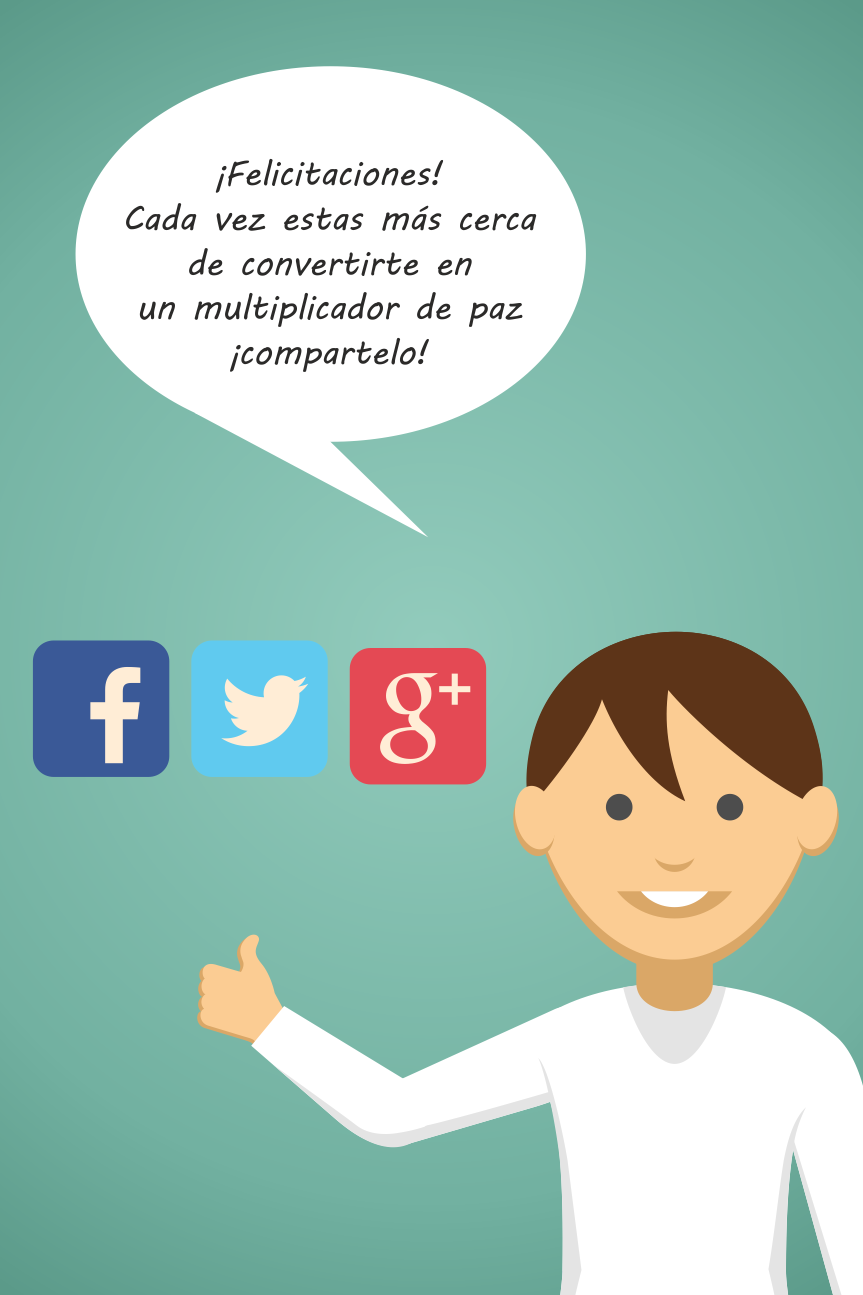 ¡Felicitaciones!
Cada vez estas más cerca
de convertirte en
un multiplicador de paz
¡compartelo!
f
g+